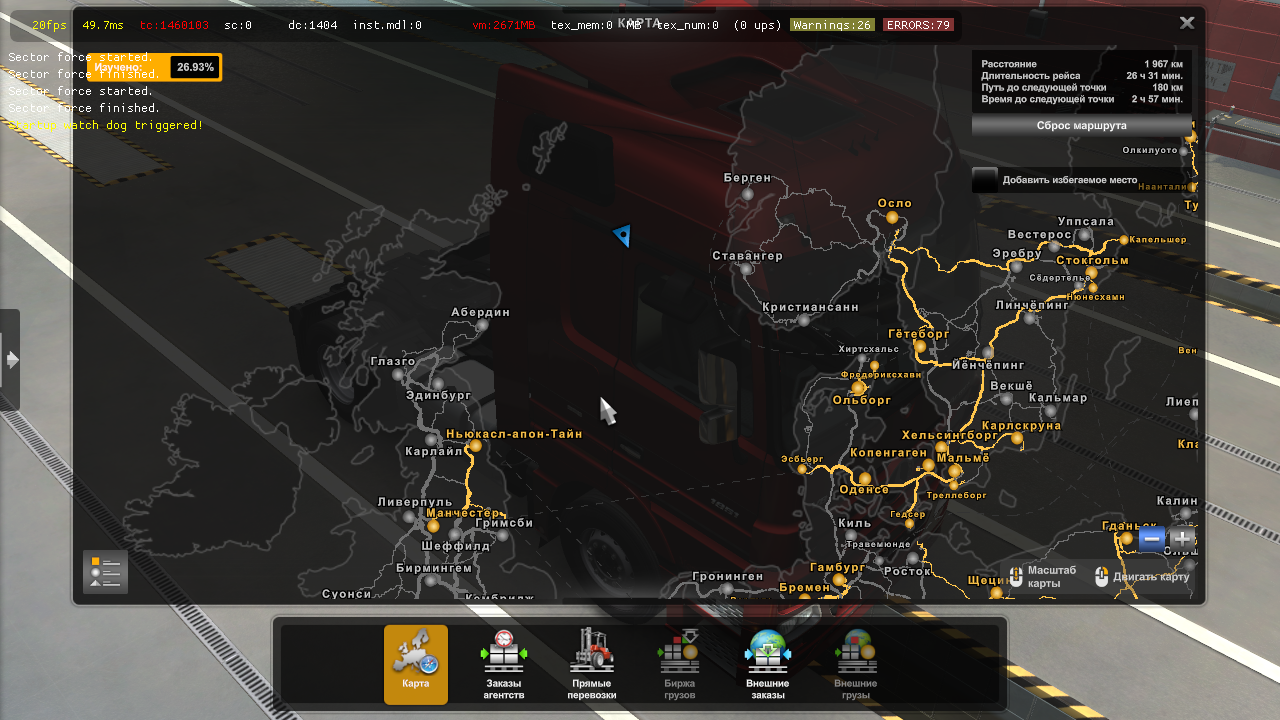 20fps 49.7ms tc:1460103 sc:0 dc:1404 inst.mdl:0 vm:2671MB tex_mem:0 MB tex_num:0 (0 ups) Warnings:26 ERRORS:79
КАРТА
Sector force started.
Изучено: 26.93%
Sector force finished.
Sector force started.
Sector force finished.
watch dog triggered!
Расстояние 1 967 км
Длительность рейса 26 ч 31 мин.
Путь до следующей точки 180 км
Время до следующей точки 2 ч 57 мин.
Сброс маршрута
Олкилуото
Добавить избегаемое место
Наантали
Ту
Берген
Осло
Уппсала
Вестерос
Капельшер
Ставангер
Эребру
Стокгольм
Сёдертелье
Нюнесхамн
Кристиансанн
Линчёпинг
Абердин
Гётеборг
Хиртсхальс
Вен
Глазго
Йёнчёпинг
Фредериксхавн
Эдинбург
Векшё
Ольборг
Кальмар
Лиеп
Карлскруна
Ньюкасл-апон-Тайн
Хельсингборг
Кла
Карлайл
Копенгаген
Мальмё
Эсбьерг
Оденсе
Треллеборг
Ливерпуль
Калин
Манчестер
Гедсер
Гримсби
Киль
Гданьск
Шеффилд
Травемюнде
Ольш
Бирмингем
Гамбург
Росток
Гронинген
Щецин
Масштаб карты
Двигать карту
Суонси
Кембридж
Бремен
Карта
Заказы агентств
Прямые перевозки
Биржа грузов
Внешние заказы
Внешние грузы